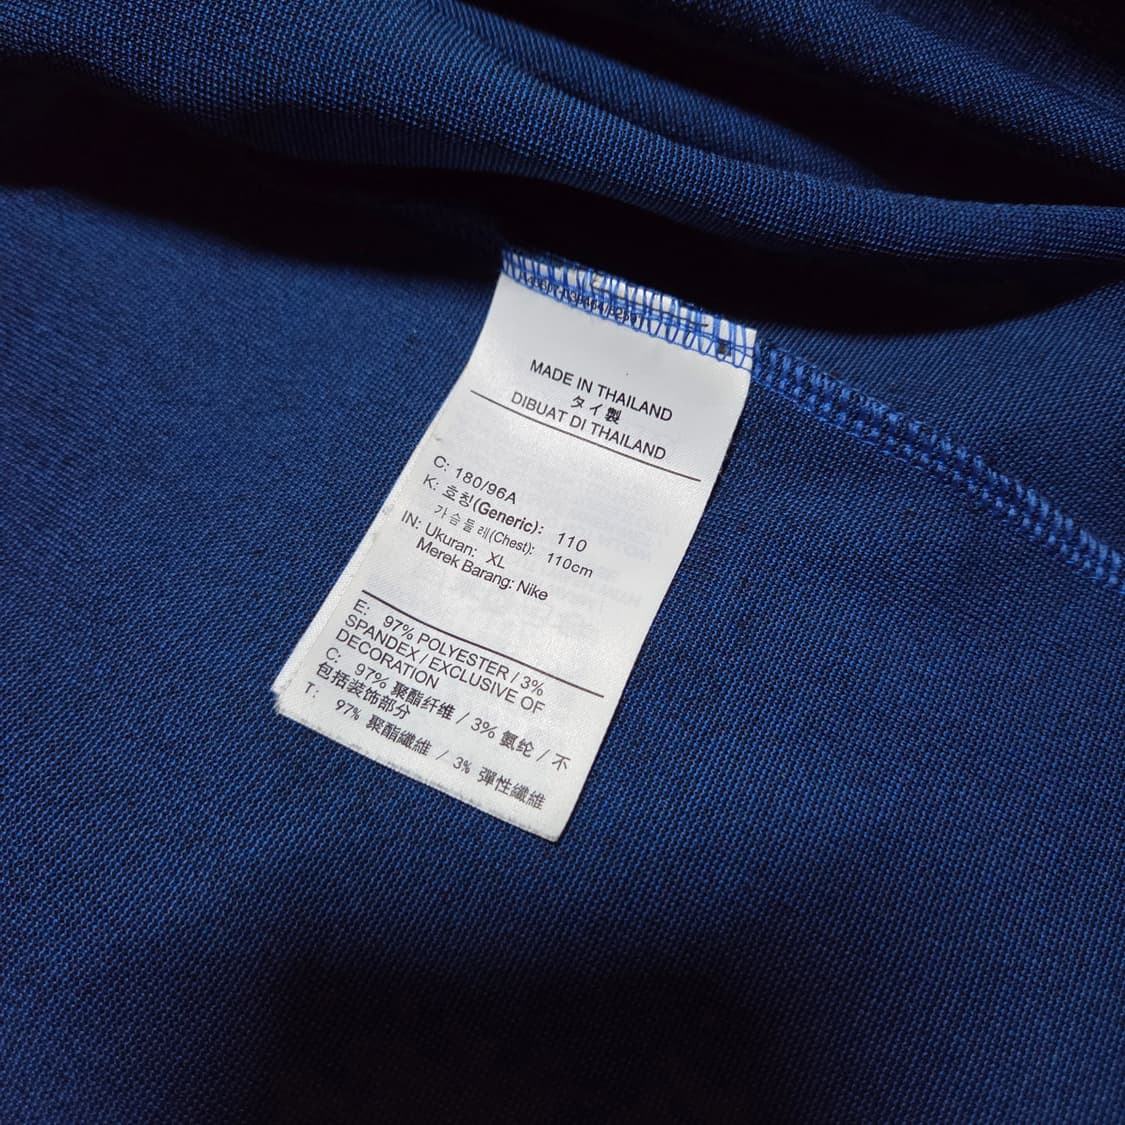 MADE IN THAILAND
タイ製
DIBUAT DI THAILAND
C: 180/96A
K: 호칭(Generic): 110
가슴둘레(Chest): 110cm
IN: Ukuran: XL
Merek Barang: Nike
E: 97% POLYESTER / 3%
SPANDEX / EXCLUSIVE OF
DECORATION
C: 97% 聚酯纤维 / 3% 氨纶 / 不
包括装饰部分
T: 97% 聚酯纖維 / 3% 彈性纖維